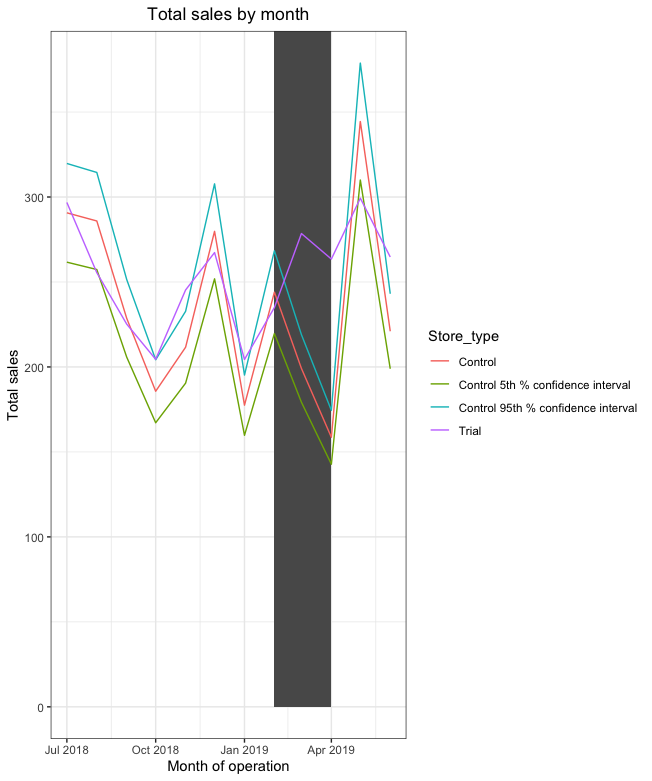 Total sales by month
Total sales
300
200
100
0
Jul 2018 Oct 2018 Jan 2019 Apr 2019
Month of operation
Store_type
Control
Control 5th % confidence interval
Control 95th % confidence interval
Trial